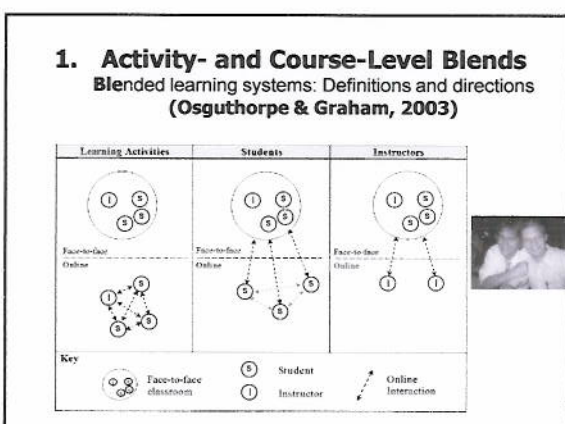 1. Activity- and Course-Level Blends
Blended learning systems: Definitions and directions
(Osguthorpe & Graham, 2003)
Learning Activities
Students
Instructors
I
S
S
S
I
S
S
S
I
S
S
S
Face-to-face
Online
Face-to-face
Online
Face-to-face
Online
I
S
S
S
S
S
S
I
I
Key
Face-to-face
classroom
S
Student
I
Instructor
Online
Interaction